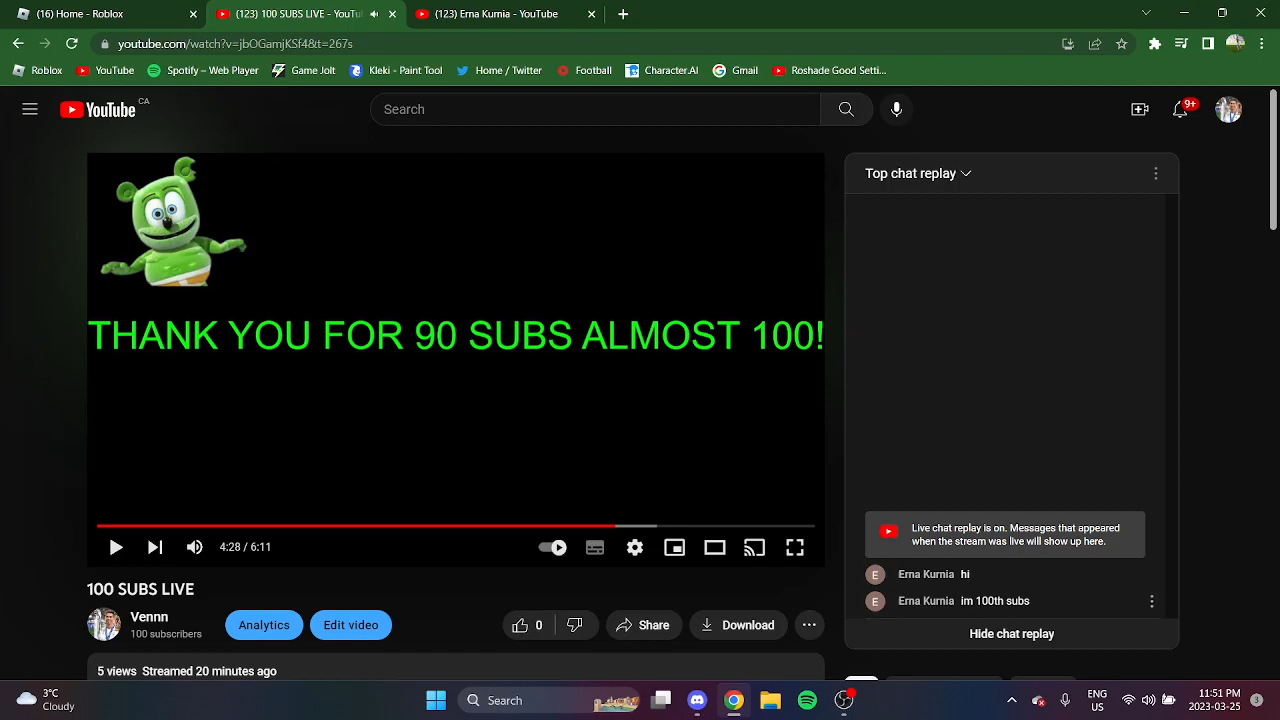 (16) Home - Roblox
(123) 100 SUBS LIVE - YouTu
(123) Erna Kurnia - YouTube
youtube.com/watch?v=jbOGamjKSf4&t=267s
Roblox
YouTube
Spotify – Web Player
Game Jolt
Kleki - Paint Tool
Home / Twitter
Football
Character.AI
Gmail
Roshade Good Setti...
YouTube CA
Search
9+
Top chat replay
THANK YOU FOR 90 SUBS ALMOST 100!
Live chat replay is on. Messages that appeared
when the stream was live will show up here.
4:28 / 6:11
E Erna Kurnia hi
E Erna Kurnia im 100th subs
Hide chat replay
100 SUBS LIVE
Vennn
100 subscribers
Analytics
Edit video
0
Share
Download
5 views Streamed 20 minutes ago
3°C
Cloudy
Search
ENG
US
11:51 PM
2023-03-25
3